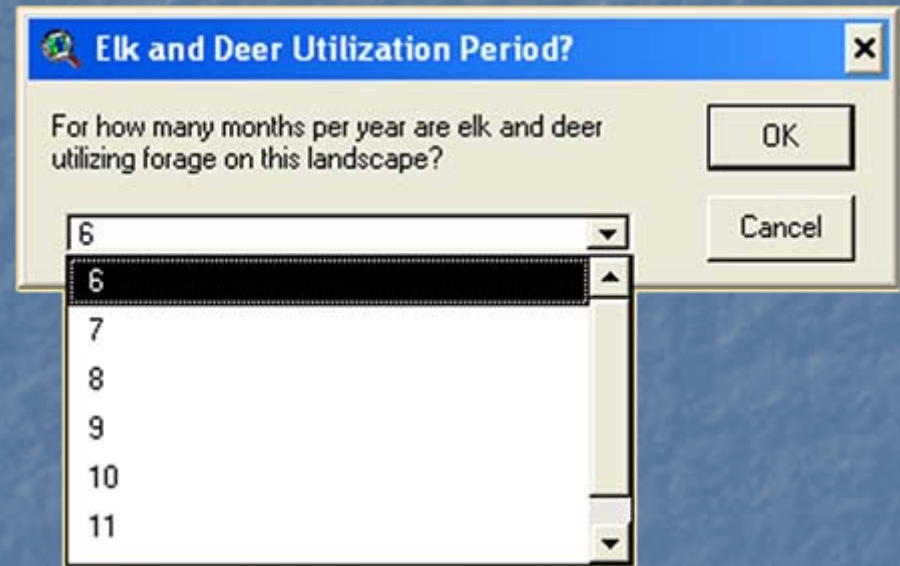 Elk and Deer Utilization Period?
For how many months per year are elk and deer
utilizing forage on this landscape?
OK
Cancel
6
6
7
8
9
10
11